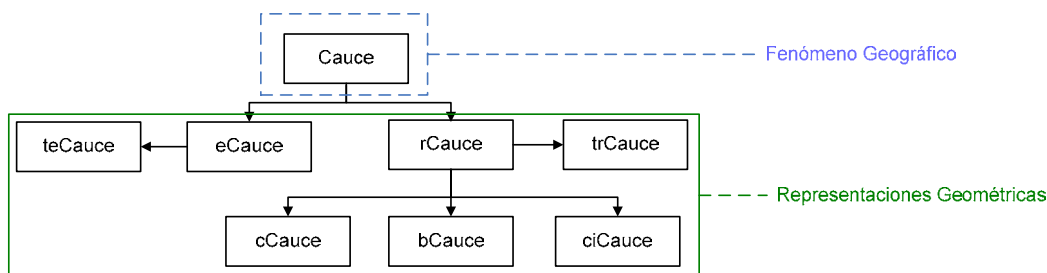 Cauce
Fenómeno Geográfico
teCauce
eCauce
rCauce
trCauce
Representaciones Geométricas
cCauce
bCauce
ciCauce